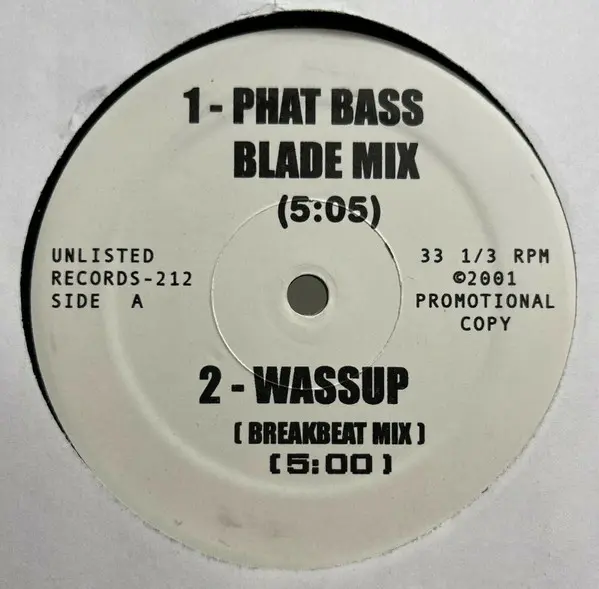 1 - PHAT BASS
BLADE MIX
(5:05)
UNLISTED
RECORDS-212
SIDE A
33 1/3 RPM
©2001
PROMOTIONAL
COPY
2 - WASSUP
( BREAKBEAT MIX )
( 5:00 )